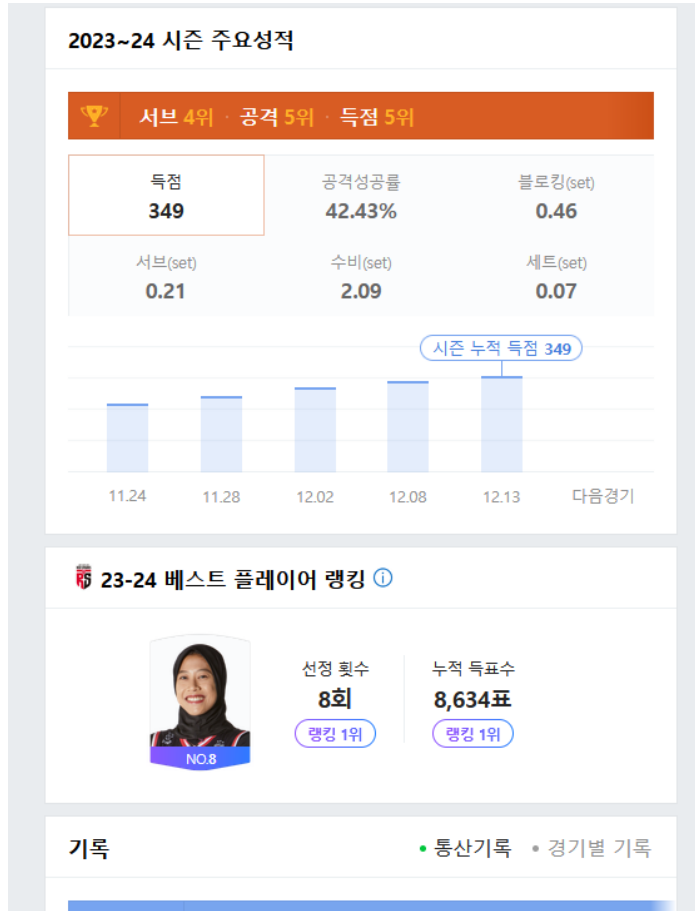 2023~24 시즌 주요성적
서브 4위 · 공격 5위 · 득점 5위
득점
349
공격성공률
42.43%
블로킹(set)
0.46
서브(set)
0.21
수비(set)
2.09
세트(set)
0.07
시즌 누적 득점 349
11.24 11.28 12.02 12.08 12.13 다음경기
RS 23-24 베스트 플레이어 랭킹 ⓘ
선정 횟수
8회
랭킹 1위
누적 득표수
8,634표
랭킹 1위
NO.8
기록
• 통산기록 • 경기별 기록